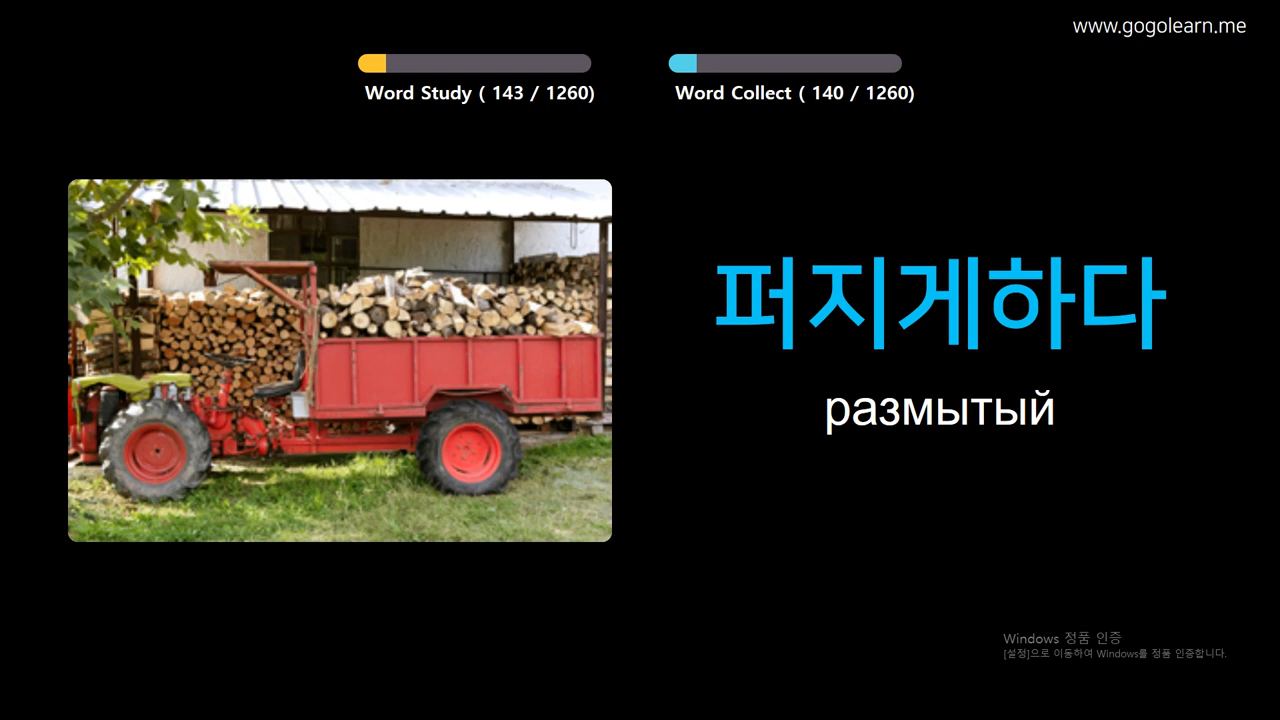 www.gogolearn.me
Word Study ( 143 / 1260)
Word Collect ( 140 / 1260)
퍼지게하다
размытый
Windows 정품 인증
[설정]으로 이동하여 Windows를 정품 인증합니다.